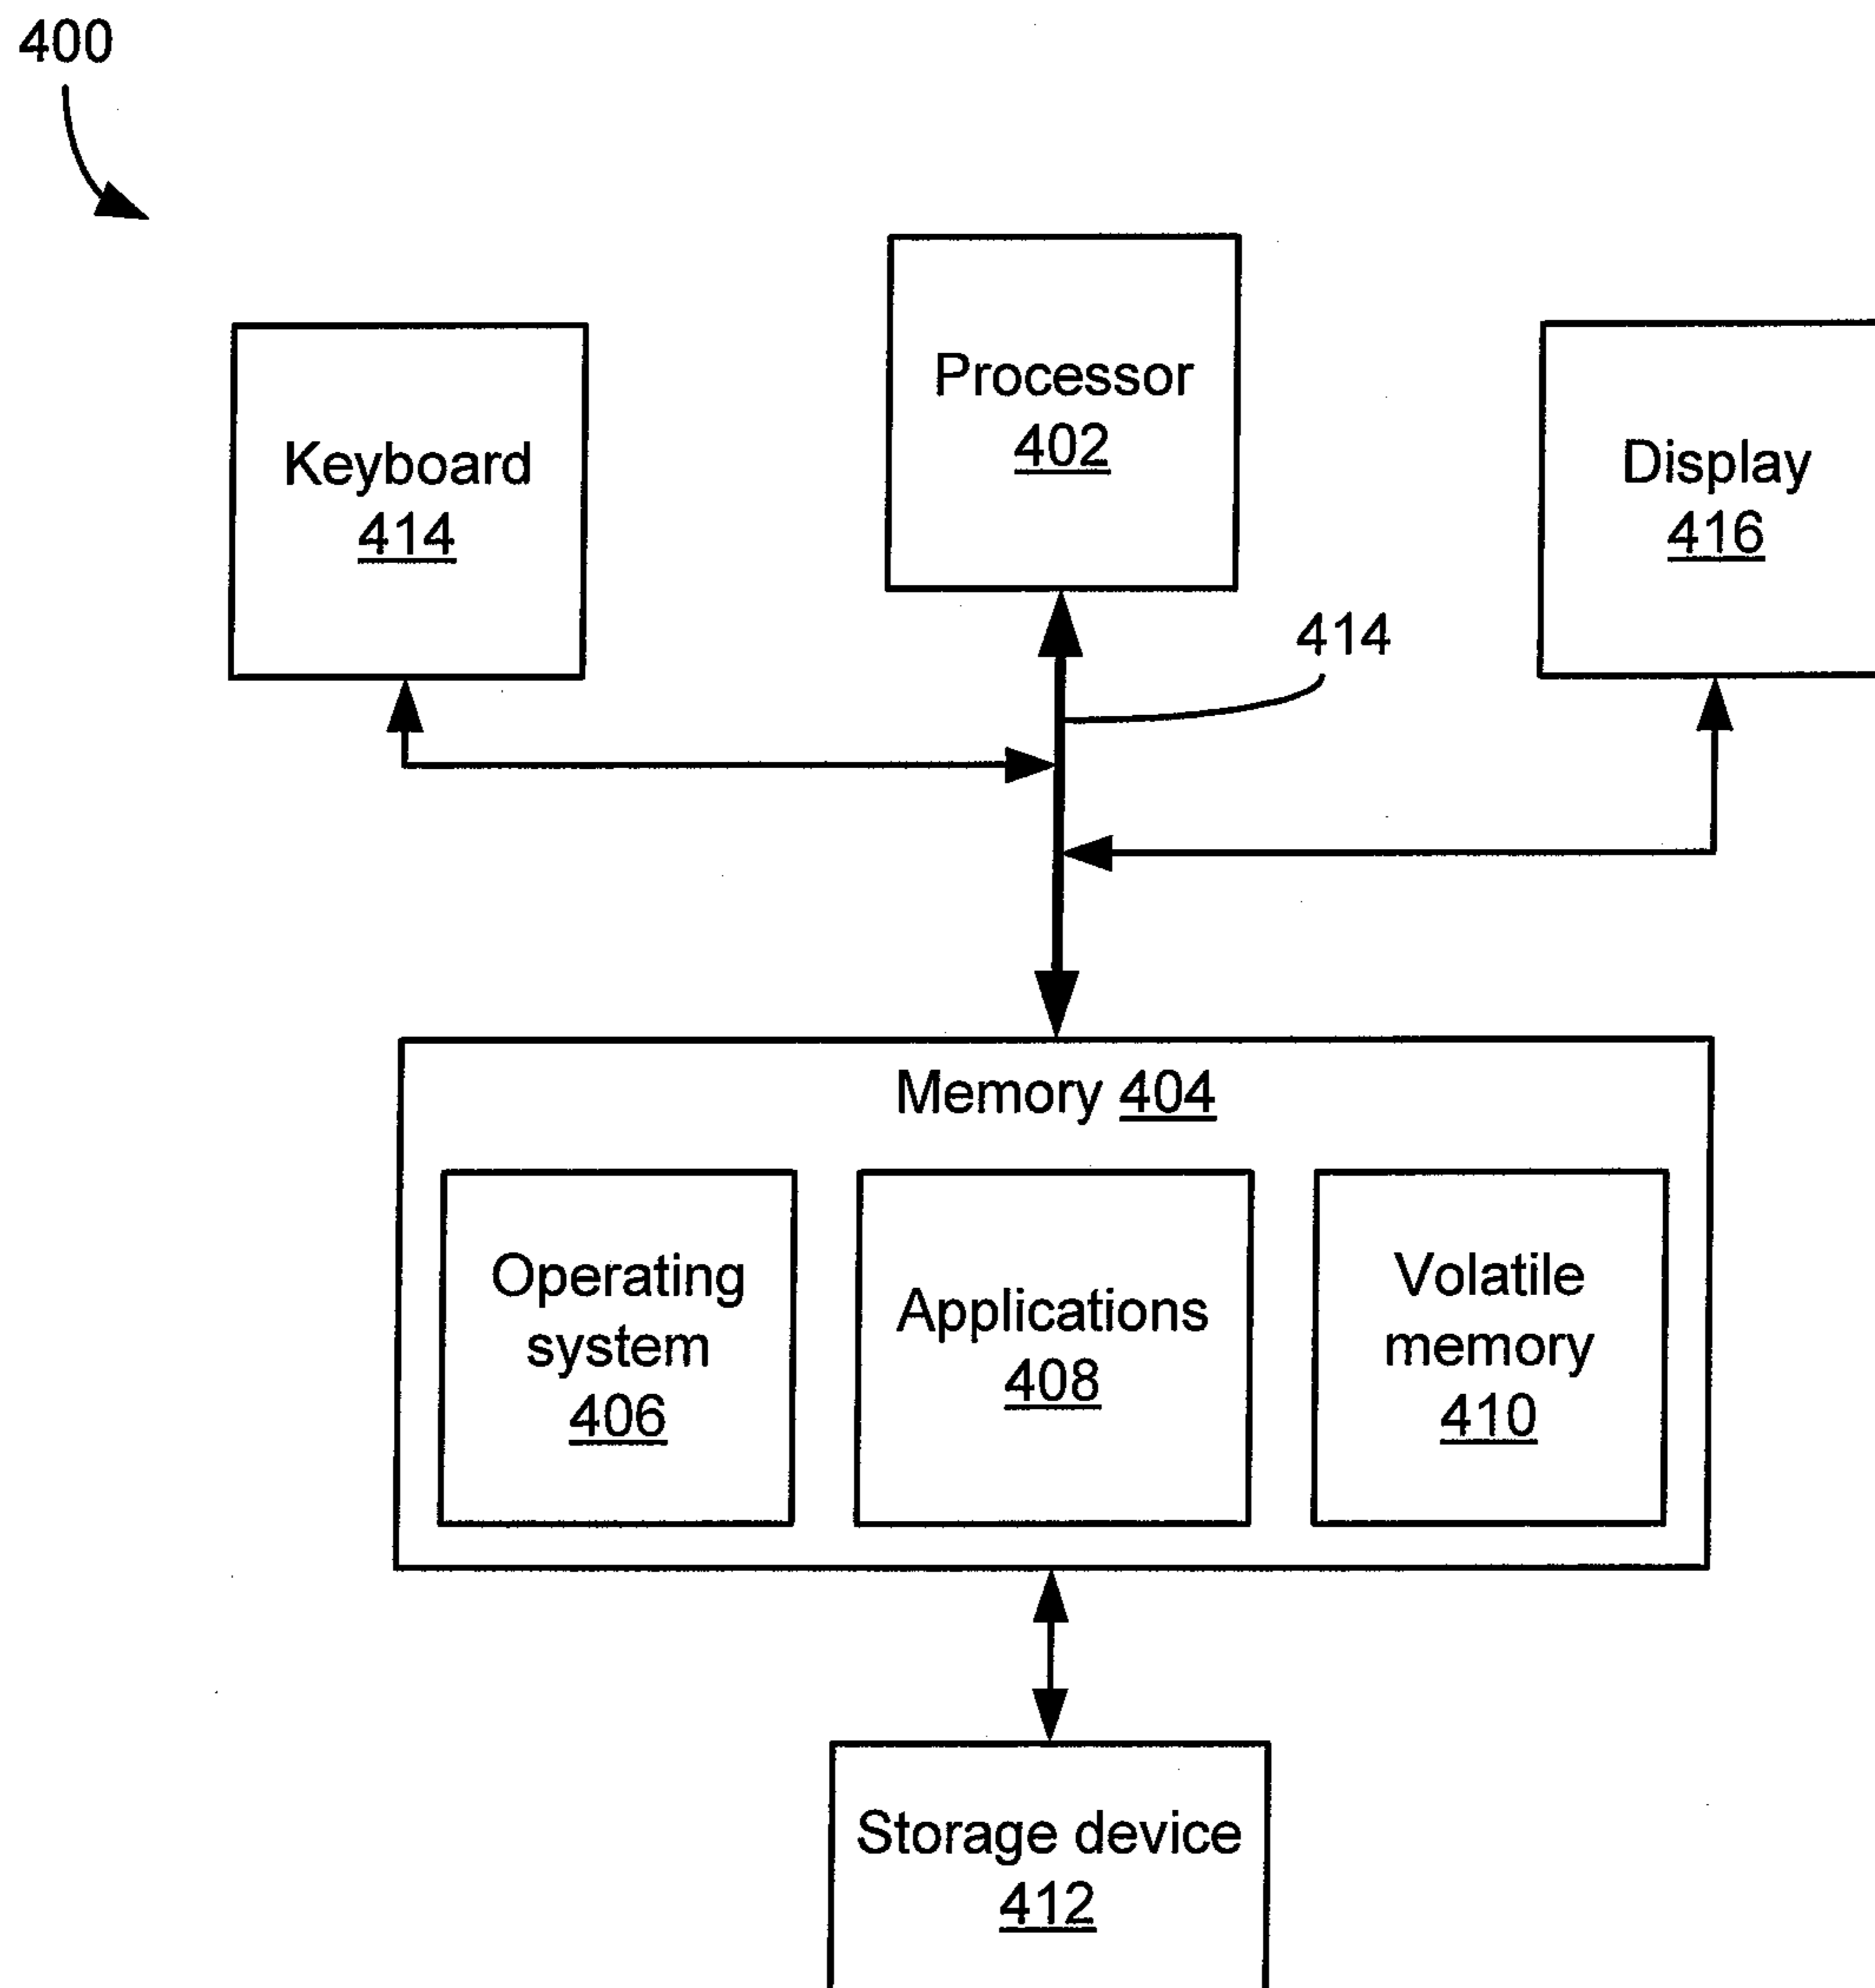 400
Processor
402
Keyboard
414
Display
416
414
Memory 404
Operating
system
406
Applications
408
Volatile
memory
410
Storage device
412